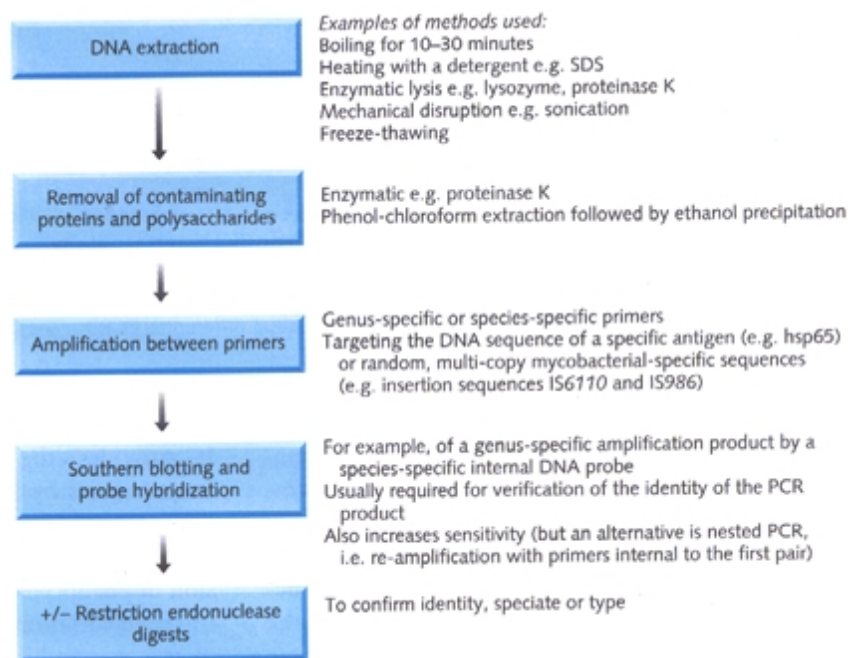 DNA extraction
Examples of methods used:
Boiling for 10–30 minutes
Heating with a detergent e.g. SDS
Enzymatic lysis e.g. lysozyme, proteinase K
Mechanical disruption e.g. sonication
Freeze-thawing
Removal of contaminating
proteins and polysaccharides
Enzymatic e.g. proteinase K
Phenol-chloroform extraction followed by ethanol precipitation
Amplification between primers
Genus-specific or species-specific primers
Targeting the DNA sequence of a specific antigen (e.g. hsp65)
or random, multi-copy mycobacterial-specific sequences
(e.g. insertion sequences IS6110 and IS986)
Southern blotting and
probe hybridization
For example, of a genus-specific amplification product by a
species-specific internal DNA probe
Usually required for verification of the identity of the PCR
product
Also increases sensitivity (but an alternative is nested PCR,
i.e. re-amplification with primers internal to the first pair)
+/– Restriction endonuclease
digests
To confirm identity, speciate or type